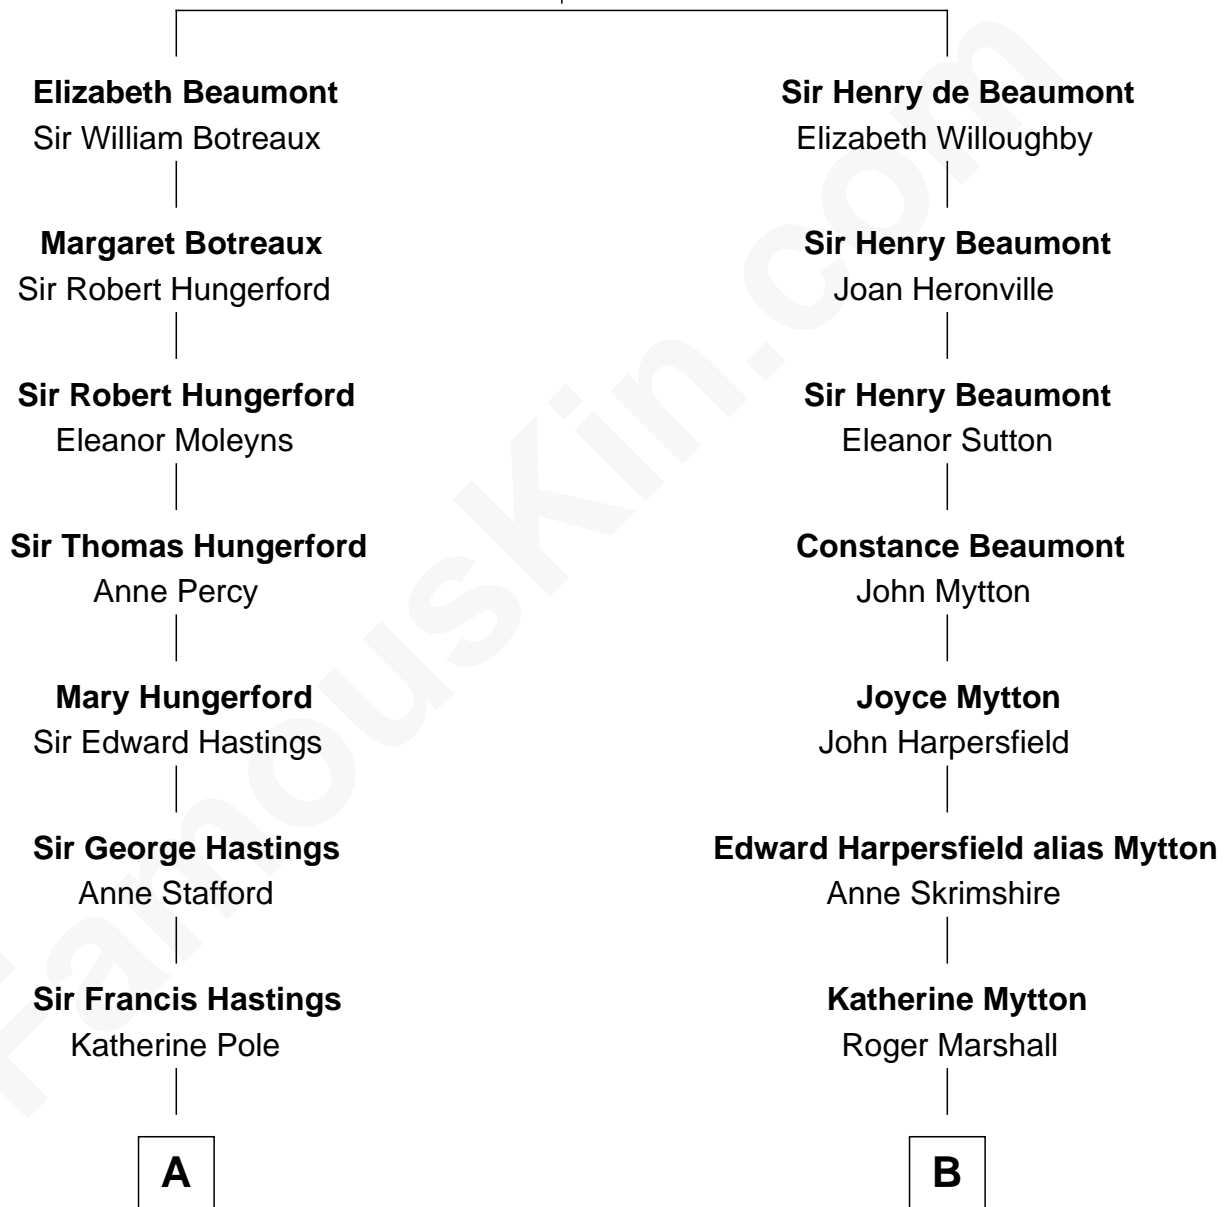 Elizabeth Beaumont
Sir William Botreaux
Margaret Botreaux
Sir Robert Hungerford
Sir Robert Hungerford
Eleanor Moleyns
Sir Thomas Hungerford
Anne Percy
Mary Hungerford
Sir Edward Hastings
Sir George Hastings
Anne Stafford
Sir Francis Hastings
Katherine Pole
A
Sir Henry de Beaumont
Elizabeth Willoughby
Sir Henry Beaumont
Joan Heronville
Sir Henry Beaumont
Eleanor Sutton
Constance Beaumont
John Mytton
Joyce Mytton
John Harpersfield
Edward Harpersfield alias Mytton
Anne Skrimshire
Katherine Mytton
Roger Marshall
B
FamousKin.com